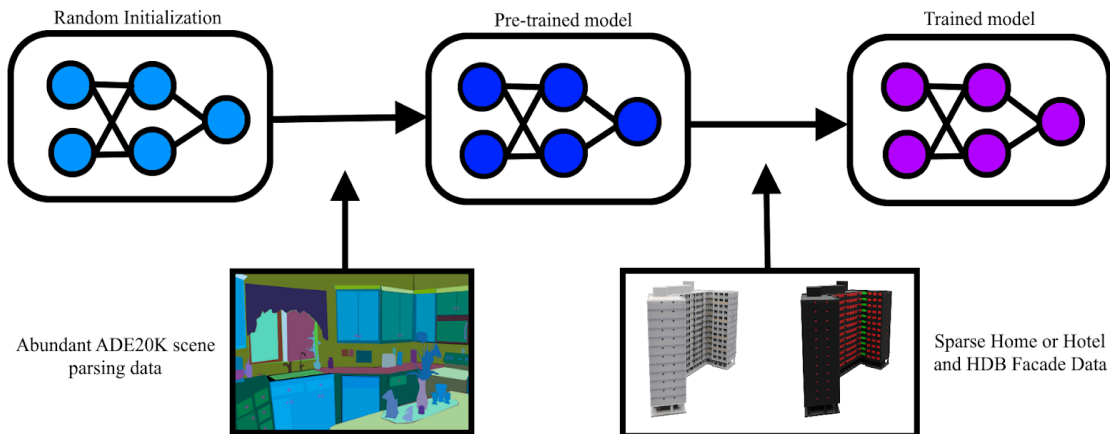 Random Initialization
Pre-trained model
Trained model
Abundant ADE20K scene
parsing data
Sparse Home or Hotel
and HDB Facade Data